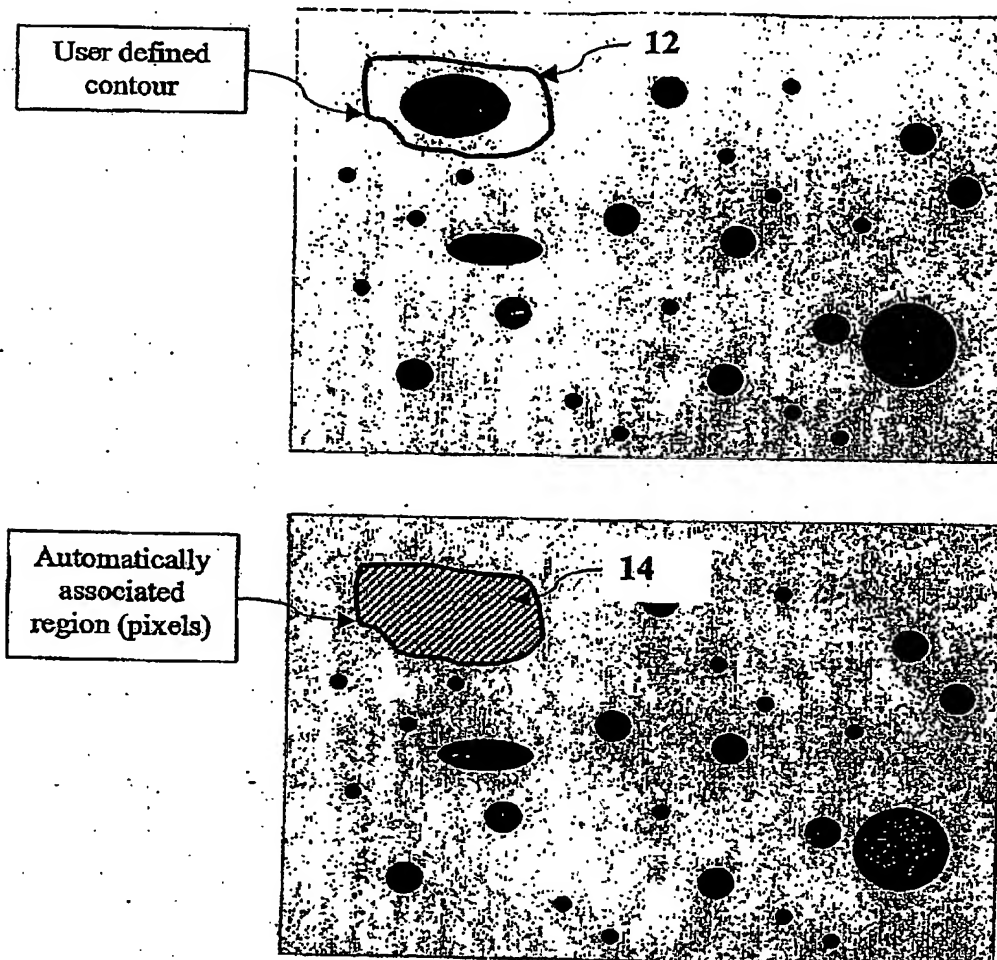 User defined
contour
12
Automatically
associated
region (pixels)
14